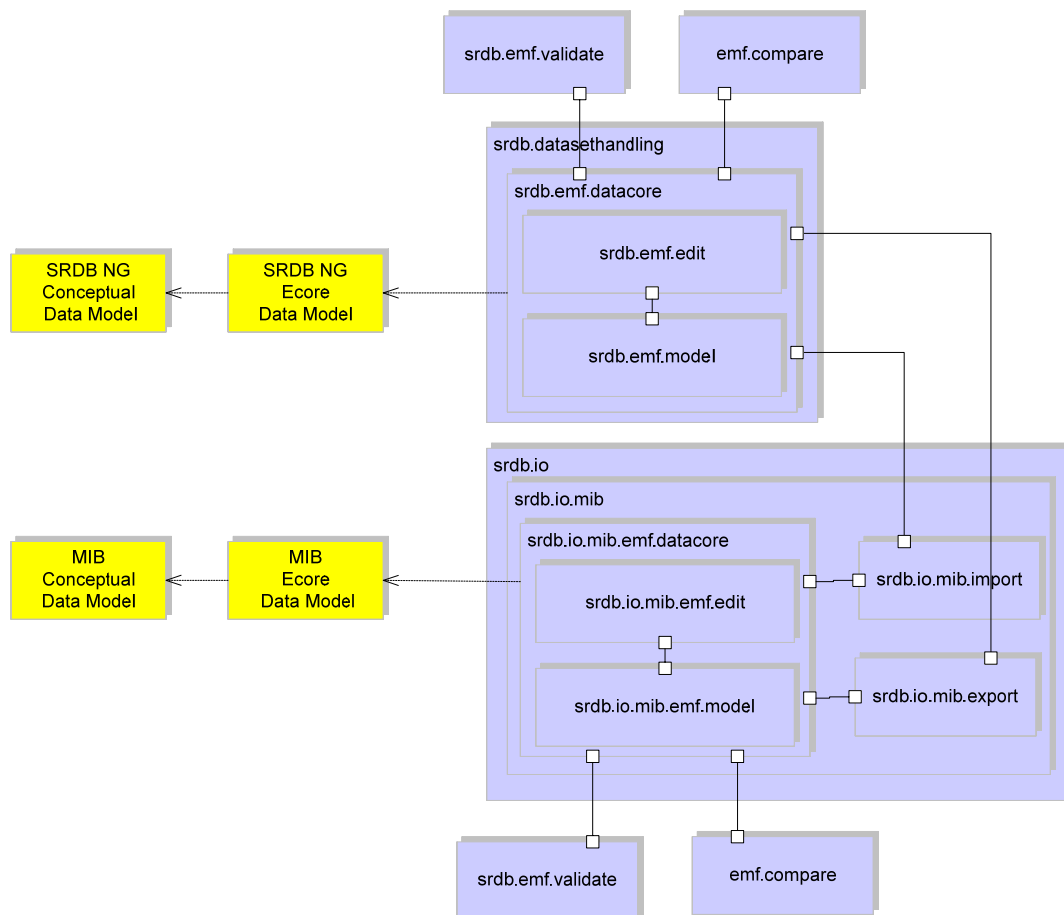 srdb.emf.validate
emf.compare
srdb.datasethandling
srdb.emf.datacore
srdb.emf.edit
SRDB NG
Conceptual
Data Model
SRDB NG
Ecore
Data Model
srdb.emf.model
srdb.io
srdb.io.mib
srdb.io.mib.emf.datacore
MIB
Conceptual
Data Model
MIB
Ecore
Data Model
srdb.io.mib.emf.edit
srdb.io.mib.import
srdb.io.mib.emf.model
srdb.io.mib.export
srdb.emf.validate
emf.compare